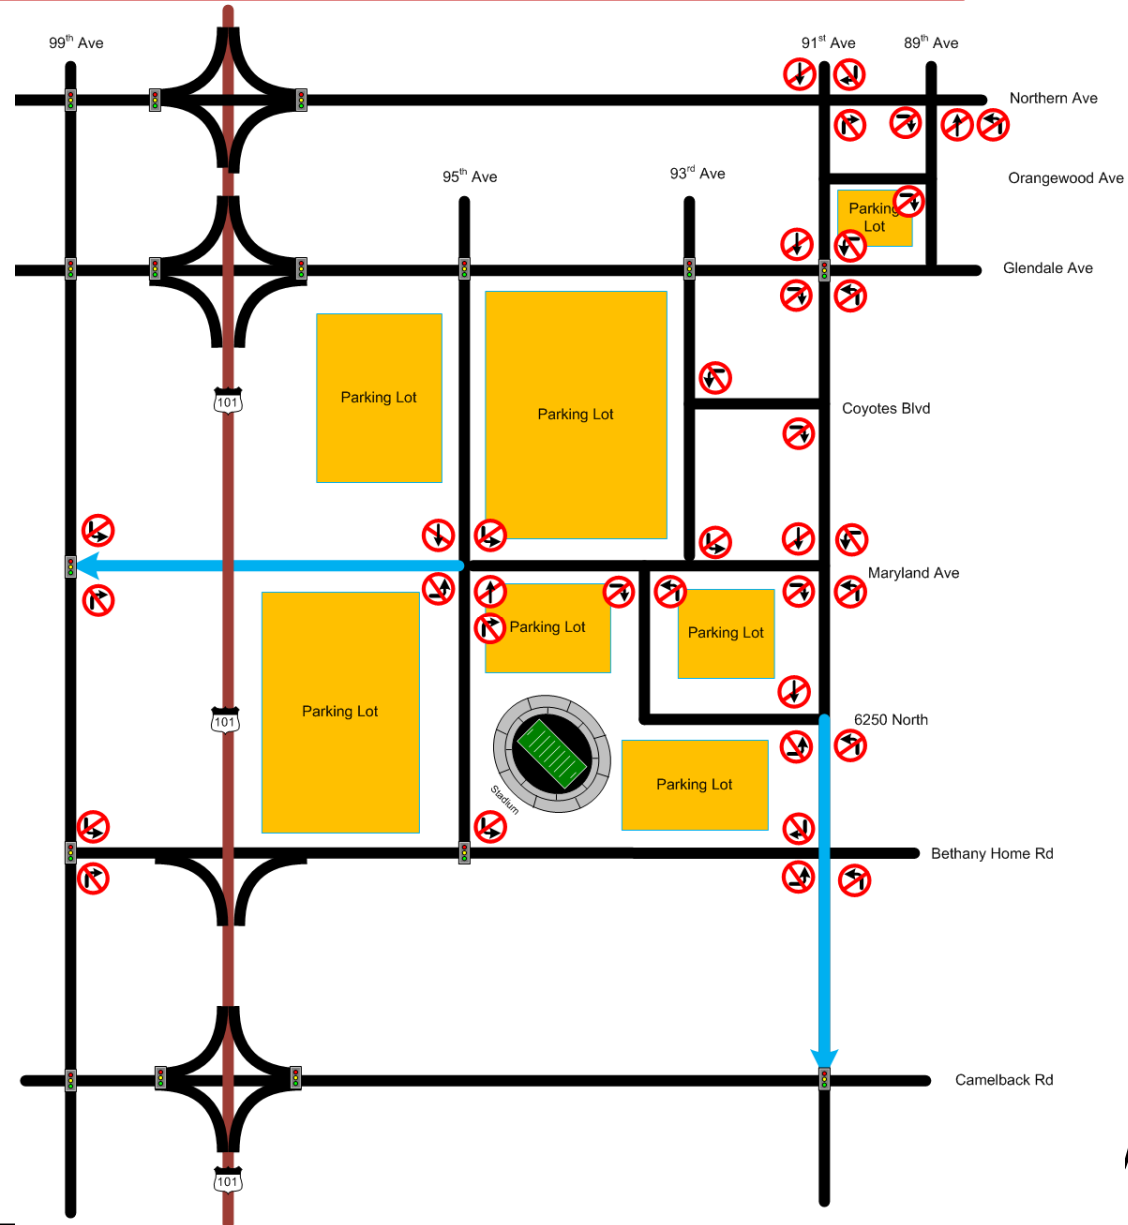 99th Ave
91st Ave
89th Ave
Northern Ave
95th Ave
93rd Ave
Orangewood Ave
Parking
Lot
Glendale Ave
101
Parking Lot
Parking Lot
Coyotes Blvd
Maryland Ave
Parking Lot
Parking Lot
Parking Lot
101
6250 North
Stadium
Parking Lot
Bethany Home Rd
Camelback Rd
101